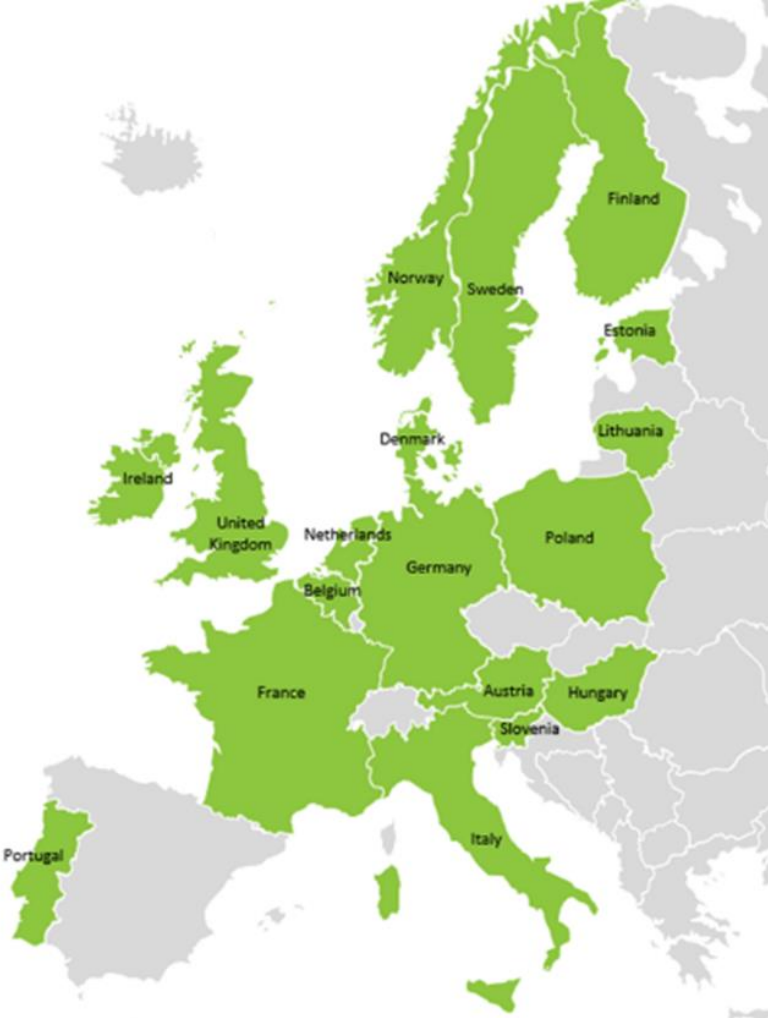 Finland
Norway
Sweden
Estonia
Denmark
Lithuania
Ireland
United
Kingdom
Netherlands
Poland
Germany
Belgium
France
Austria
Hungary
Slovenia
Italy
Portugal